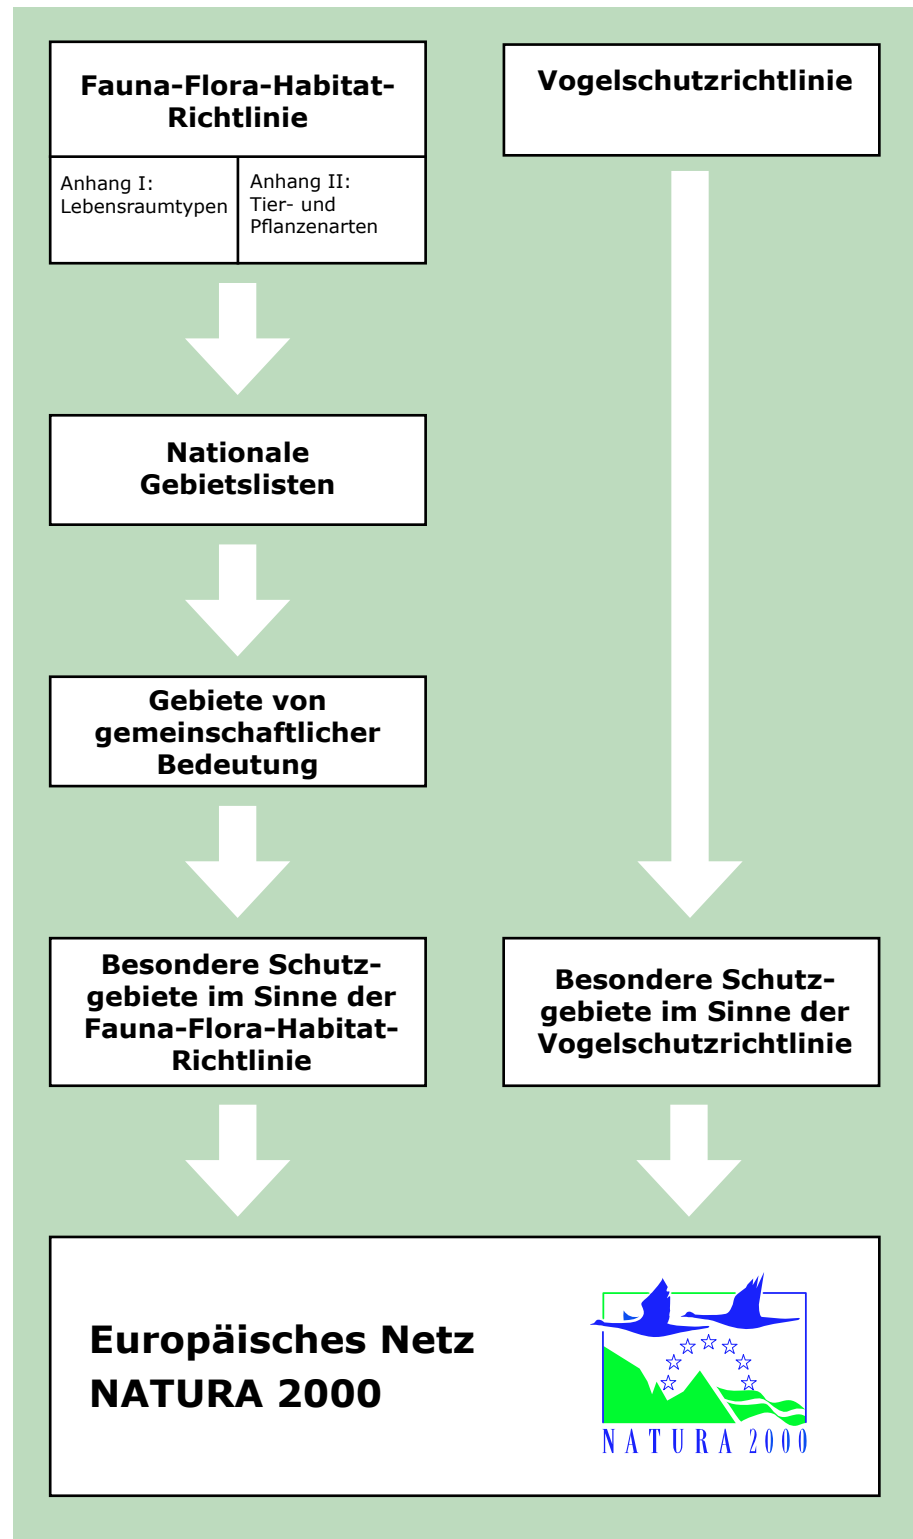 Fauna-Flora-Habitat-
Richtlinie
Anhang I:
Lebensraumtypen
Anhang II:
Tier- und
Pflanzenarten
Vogelschutzrichtlinie
Nationale
Gebietslisten
Gebiete von
gemeinschaftlicher
Bedeutung
Besondere Schutz-
gebiete im Sinne der
Fauna-Flora-Habitat-
Richtlinie
Besondere Schutz-
gebiete im Sinne der
Vogelschutzrichtlinie
Europäisches Netz
NATURA 2000
NATURA 2000